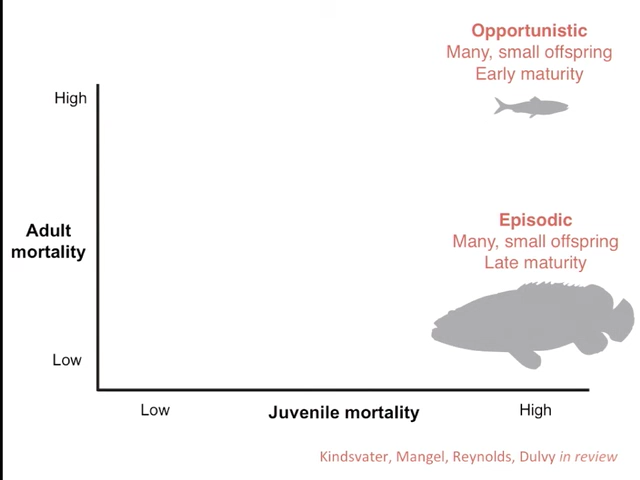 Opportunistic
Many, small offspring
Early maturity
High
Episodic
Many, small offspring
Late maturity
Adult
mortality
Low
Low
Juvenile mortality
High
Kindsvater, Mangel, Reynolds, Dulvy in review